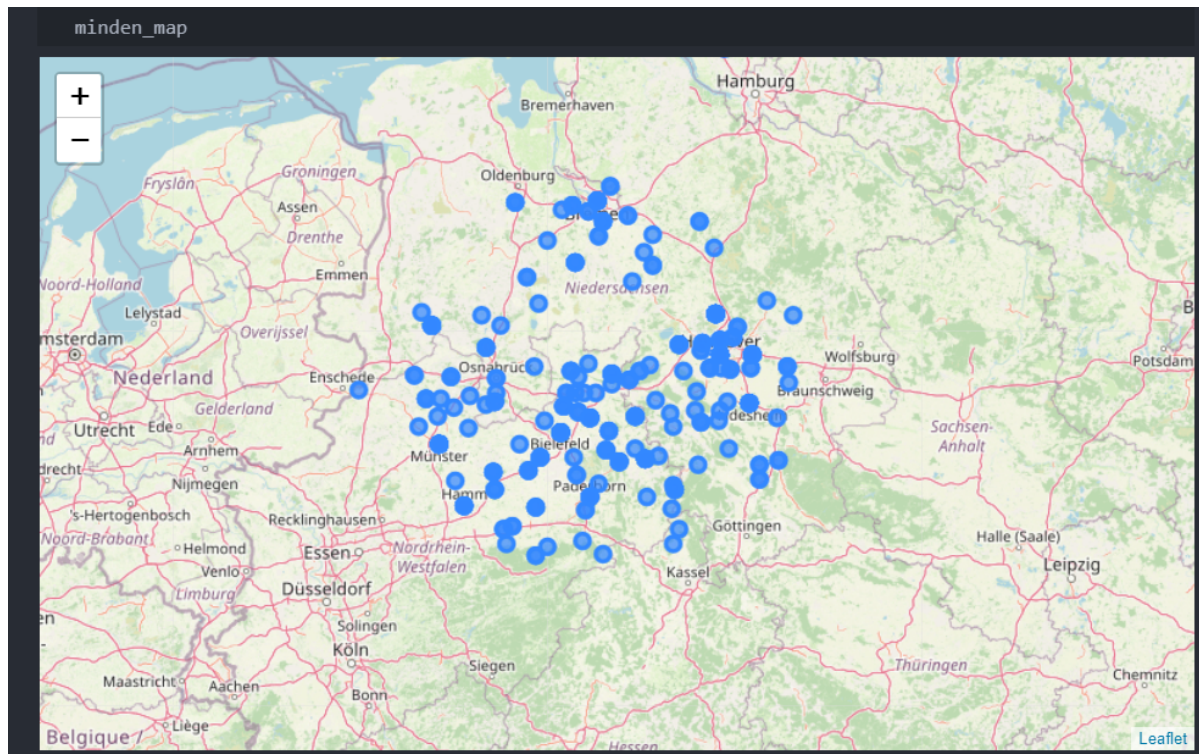 minden_map
+
−
Hamburg
Bremerhaven
Groningen
Oldenburg
Fryslân
Assen
Drenthe
Emmen
Noord-Holland
Niedersachsen
Lelystad
Overijssel
Wolfsburg
Potsdam
Enschede
Nederland
Braunschweig
Gelderland
Utrecht
Ede
Sachsen-
Anhalt
Arnhem
Bielefeld
Münster
Nijmegen
Hamm
Paderborn
's-Hertogenbosch
Recklinghausen
Göttingen
Noord-Brabant
Halle (Saale)
Helmond
Essen
Nordrhein-
Westfalen
Venlo
Kassel
Leipzig
Düsseldorf
Limburg
Solingen
Köln
Siegen
Thüringen
Maastricht
Aachen
Chemnitz
Bonn
Liège
Belgique /
Hessen
Leaflet